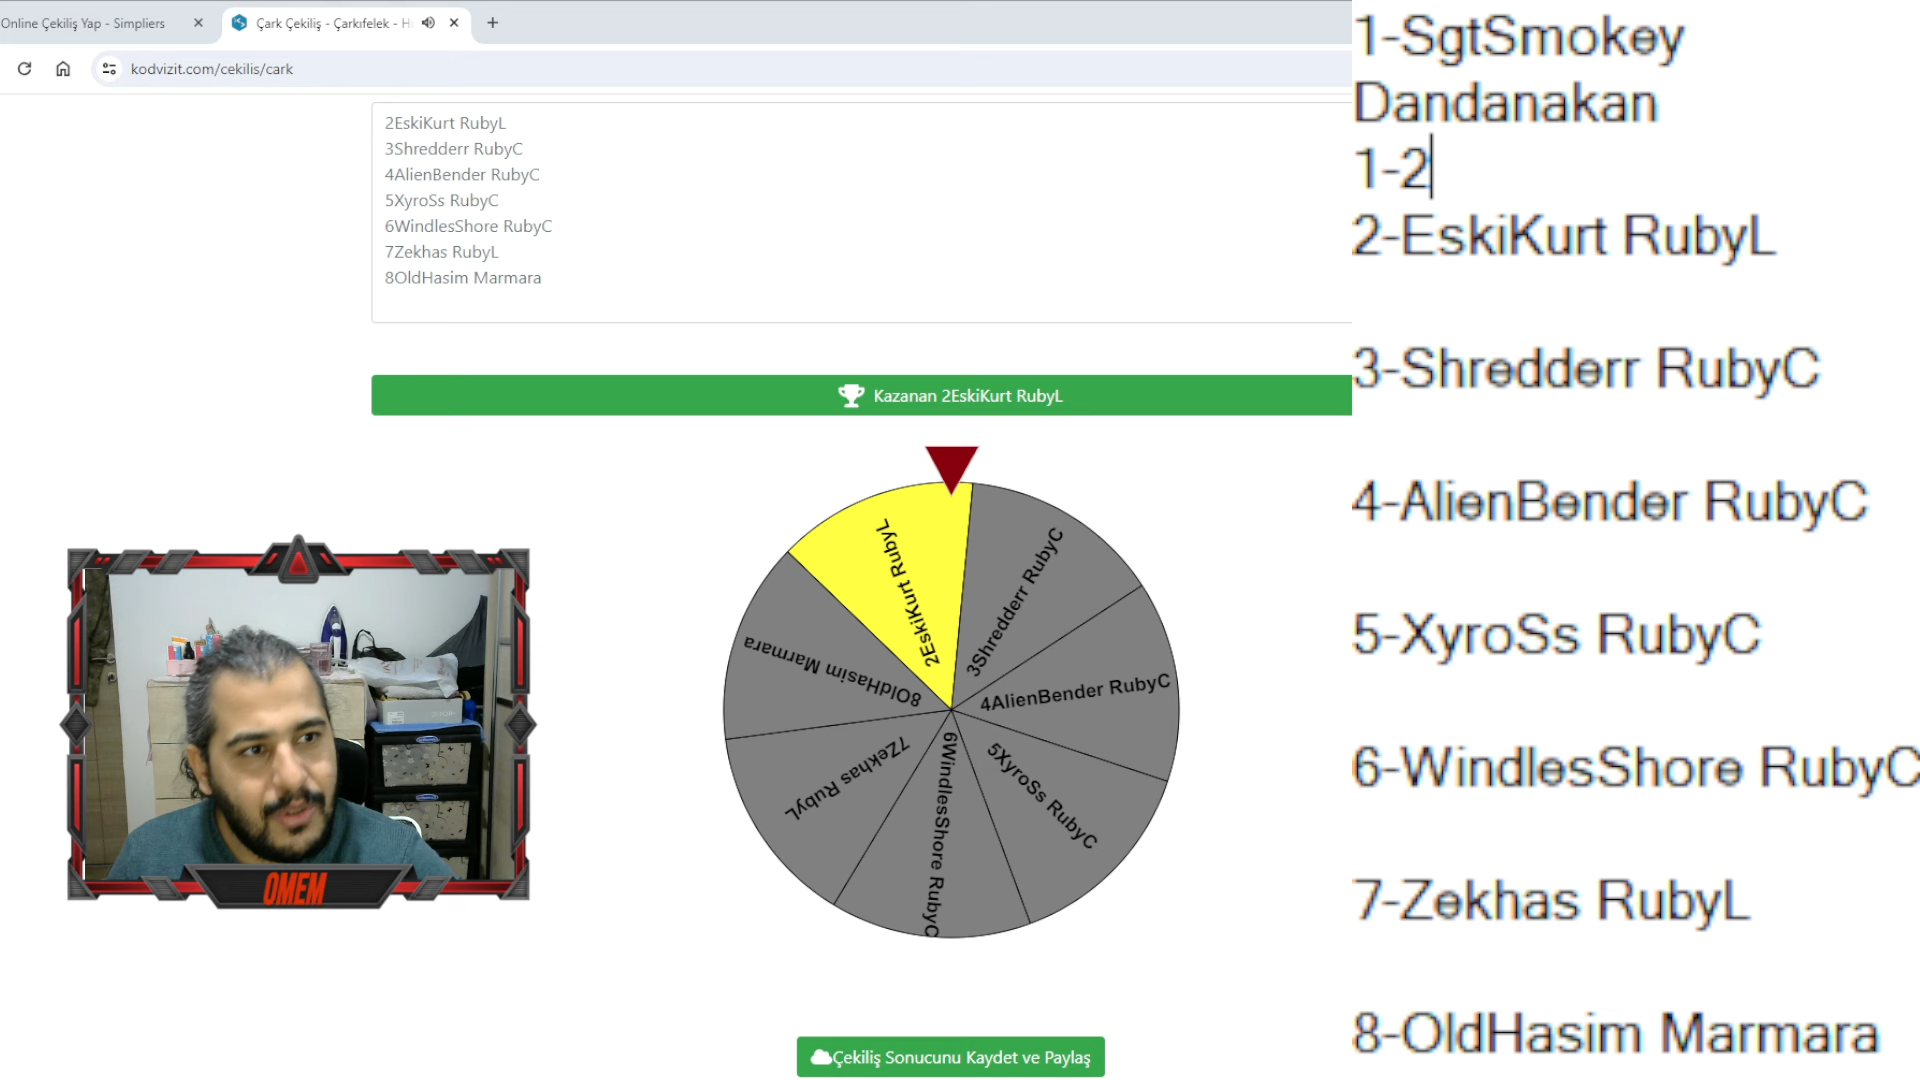 Online Çekiliş Yap - Simpliers
Çark Çekiliş - Çarkıfelek - H
kodvizit.com/cekilis/cark
2EskiKurt RubyL
3Shredderr RubyC
4AlienBender RubyC
5XyroSs RubyC
6WindlesShore RubyC
7Zekhas RubyL
8OldHasim Marmara
Kazanan 2EskiKurt RubyL
2EskiKurt RubyL
3Shredderr RubyC
4AlienBender RubyC
5XyroSs RubyC
6WindlesShore RubyC
7Zekhas RubyL
8OldHasim Marmara
OMEM
Çekiliş Sonucunu Kaydet ve Paylaş
1-SgtSmokey
Dandanakan
1-2
2-EskiKurt RubyL
3-Shredderr RubyC
4-AlienBender RubyC
5-XyroSs RubyC
6-WindlesShore RubyC
7-Zekhas RubyL
8-OldHasim Marmara